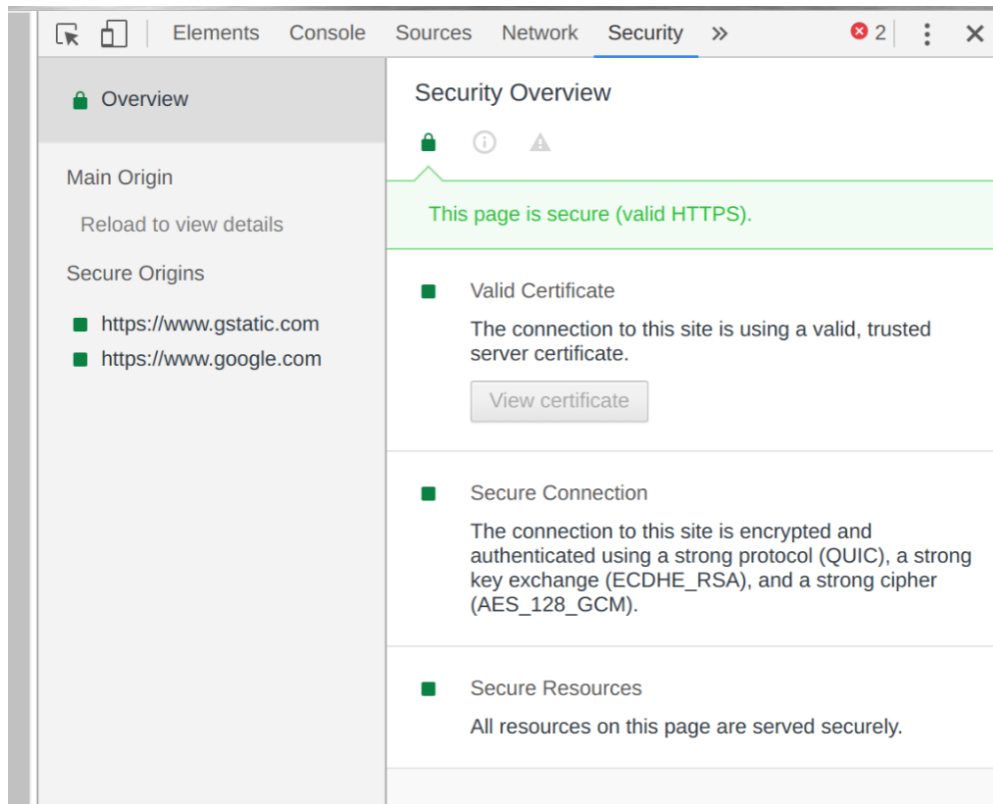 Elements Console Sources Network Security » 2
Overview
Main Origin
Reload to view details
Secure Origins
https://www.gstatic.com
https://www.google.com
Security Overview
This page is secure (valid HTTPS).
Valid Certificate
The connection to this site is using a valid, trusted
server certificate.
View certificate
Secure Connection
The connection to this site is encrypted and
authenticated using a strong protocol (QUIC), a strong
key exchange (ECDHE_RSA), and a strong cipher
(AES_128_GCM).
Secure Resources
All resources on this page are served securely.